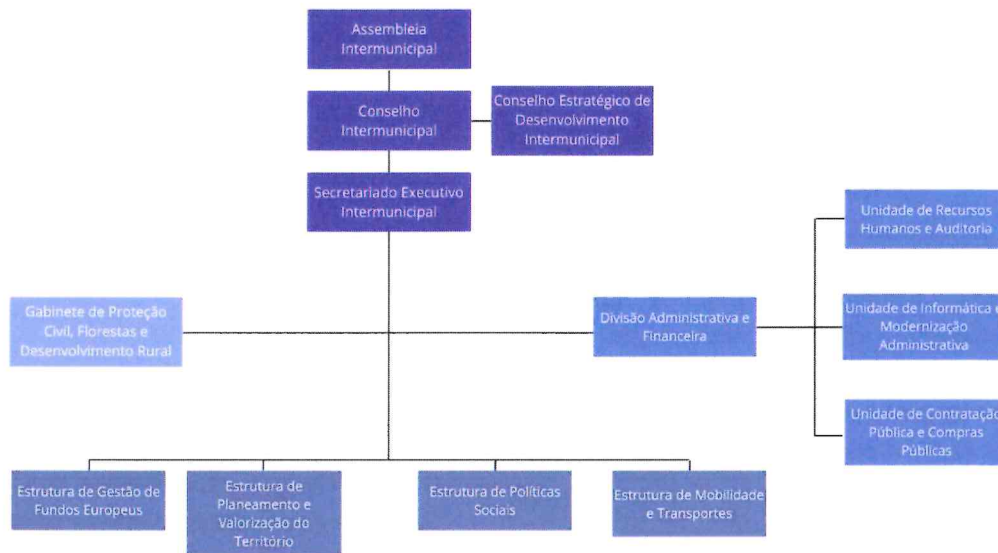 Assembleia
Intermunicipal
Conselho
Intermunicipal
Conselho Estratégico de
Desenvolvimento
Intermunicipal
Secretariado Executivo
Intermunicipal
Unidade de Recursos
Humanos e Auditoria
Gabinete de Proteção
Civil, Florestas e
Desenvolvimento Rural
Divisão Administrativa e
Financeira
Unidade de Informática e
Modernização
Administrativa
Unidade de Contratação
Pública e Compras
Públicas
Estrutura de Gestão de
Fundos Europeus
Estrutura de
Planeamento e
Valorização do
Território
Estrutura de Políticas
Sociais
Estrutura de Mobilidade
e Transportes